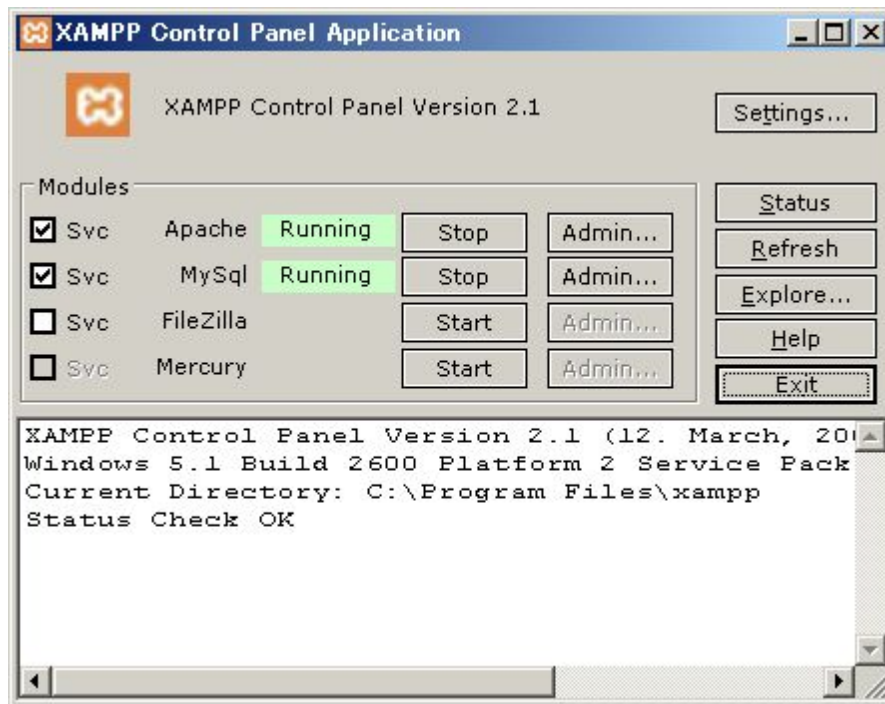 XAMPP Control Panel Application
XAMPP Control Panel Version 2.1
Settings...
Modules
Svc Apache Running Stop Admin...
Svc MySql Running Stop Admin...
Svc FileZilla Start Admin...
Svc Mercury Start Admin...
Status
Refresh
Explore...
Help
Exit
XAMPP Control Panel Version 2.1 (12. March,
Windows 5.1 Build 2600 Platform 2 Service Pack
Current Directory: C:\Program Files\xampp
Status Check OK